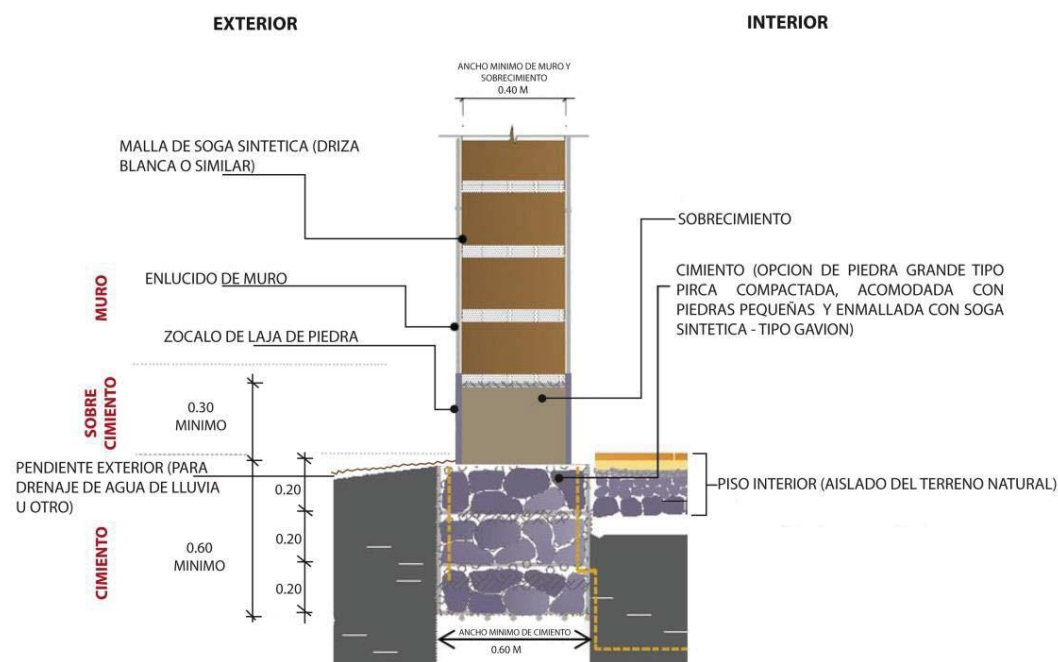 EXTERIOR
INTERIOR
ANCHO MINIMO DE MURO Y
SOBRECIMIENTO
0.40 M
MALLA DE SOGA SINTETICA (DRIZA
BLANCA O SIMILAR)
SOBRECIMIENTO
CIMIENTO (OPCION DE PIEDRA GRANDE TIPO
PIRCA COMPACTADA, ACOMODADA CON
PIEDRAS PEQUEÑAS Y ENMALLADA CON SOGA
SINTETICA - TIPO GAVION)
MURO
ENLUCIDO DE MURO
ZOCALO DE LAJA DE PIEDRA
SOBRE
CIMIENTO
0.30
MINIMO
PENDIENTE EXTERIOR (PARA
DRENAJE DE AGUA DE LLUVIA
U OTRO)
0.20
PISO INTERIOR (AISLADO DEL TERRENO NATURAL)
CIMIENTO
0.60
MINIMO
0.20
0.20
ANCHO MINIMO DE CIMIENTO
0.60 M